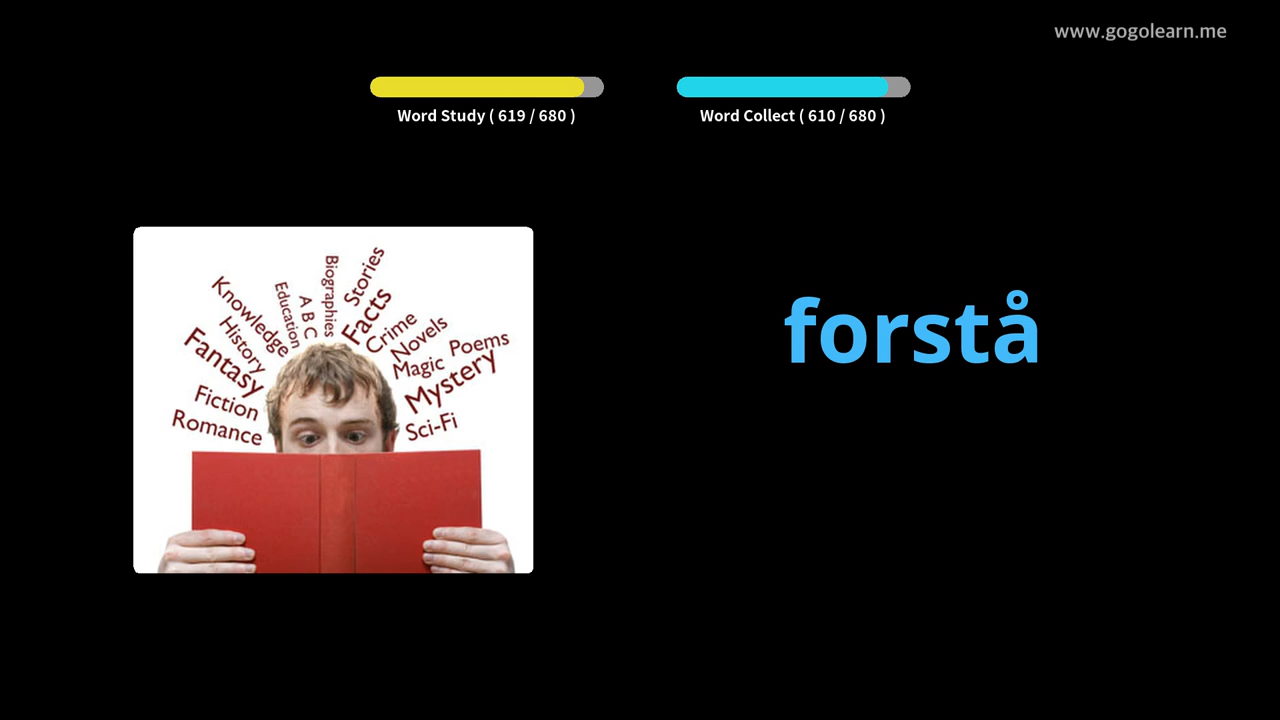 www.gogolearn.me
Word Study ( 619 / 680 )
Word Collect ( 610 / 680 )
Knowledge
Education
A B C
Biographies
Stories
Facts
History
Crime
Novels
Fantasy
Magic
Poems
Mystery
Fiction
Romance
Sci-Fi
forstå